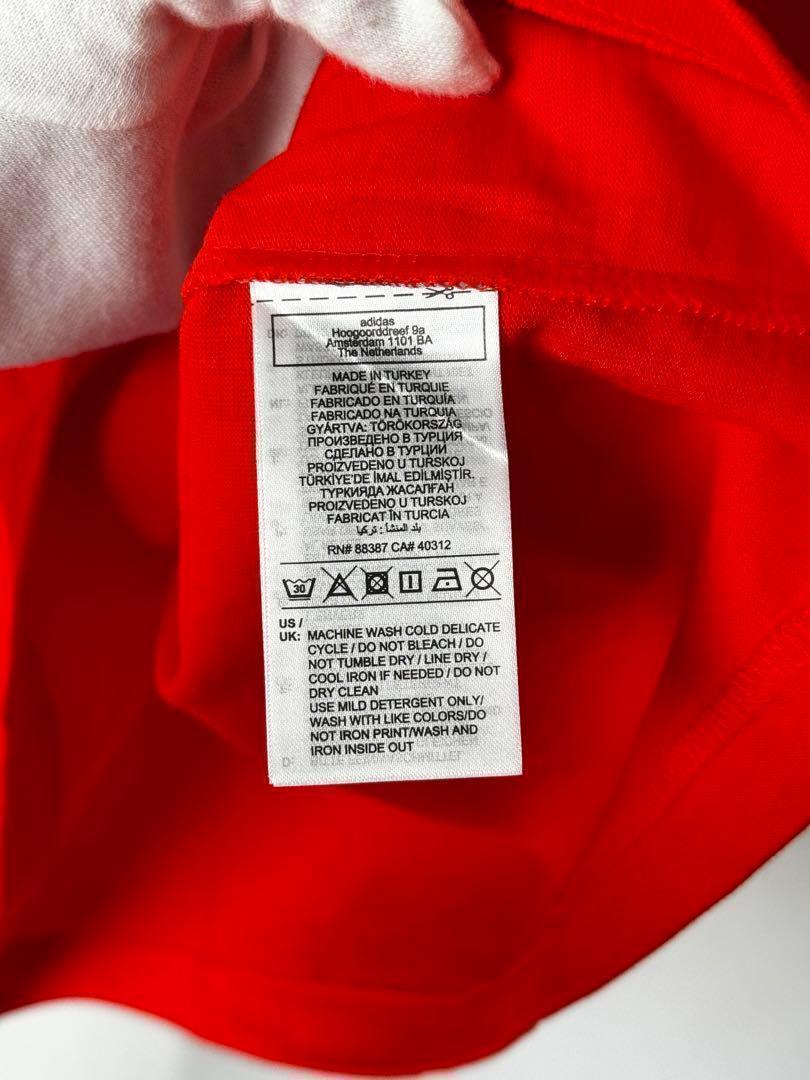 adidas
Hoogoorddreef 9a
Amsterdam 1101 BA
The Netherlands
MADE IN TURKEY
FABRIQUÉ EN TURQUIE
FABRICADO EN TURQUÍA
FABRICADO NA TURQUIA
GYÁRTVA: TÖRÖKORSZÁG
ПРОИЗВЕДЕНО В ТУРЦИЯ
СДЕЛАНО В ТУРЦИИ
PROIZVEDENO U TURSKOJ
TÜRKİYE'DE İMAL EDİLMİŞTİR.
ТҮРКИЯДА ЖАСАЛҒАН
PROIZVEDENO U TURSKOJ
FABRICAT ÎN TURCIA
بلد المنشأ : تركيا
RN# 88387 CA# 40312
30
US /
UK: MACHINE WASH COLD DELICATE
CYCLE / DO NOT BLEACH / DO
NOT TUMBLE DRY / LINE DRY /
COOL IRON IF NEEDED / DO NOT
DRY CLEAN
USE MILD DETERGENT ONLY/
WASH WITH LIKE COLORS/DO
NOT IRON PRINT/WASH AND
IRON INSIDE OUT